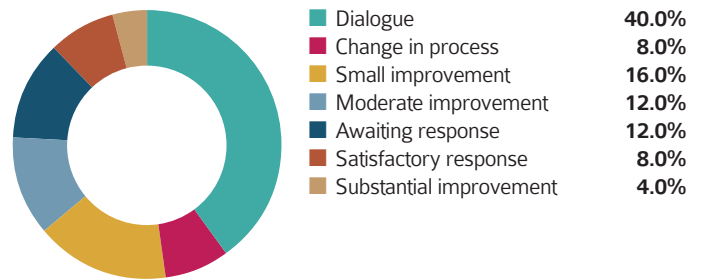 Dialogue 40.0%
Change in process 8.0%
Small improvement 16.0%
Moderate improvement 12.0%
Awaiting response 12.0%
Satisfactory response 8.0%
Substantial improvement 4.0%